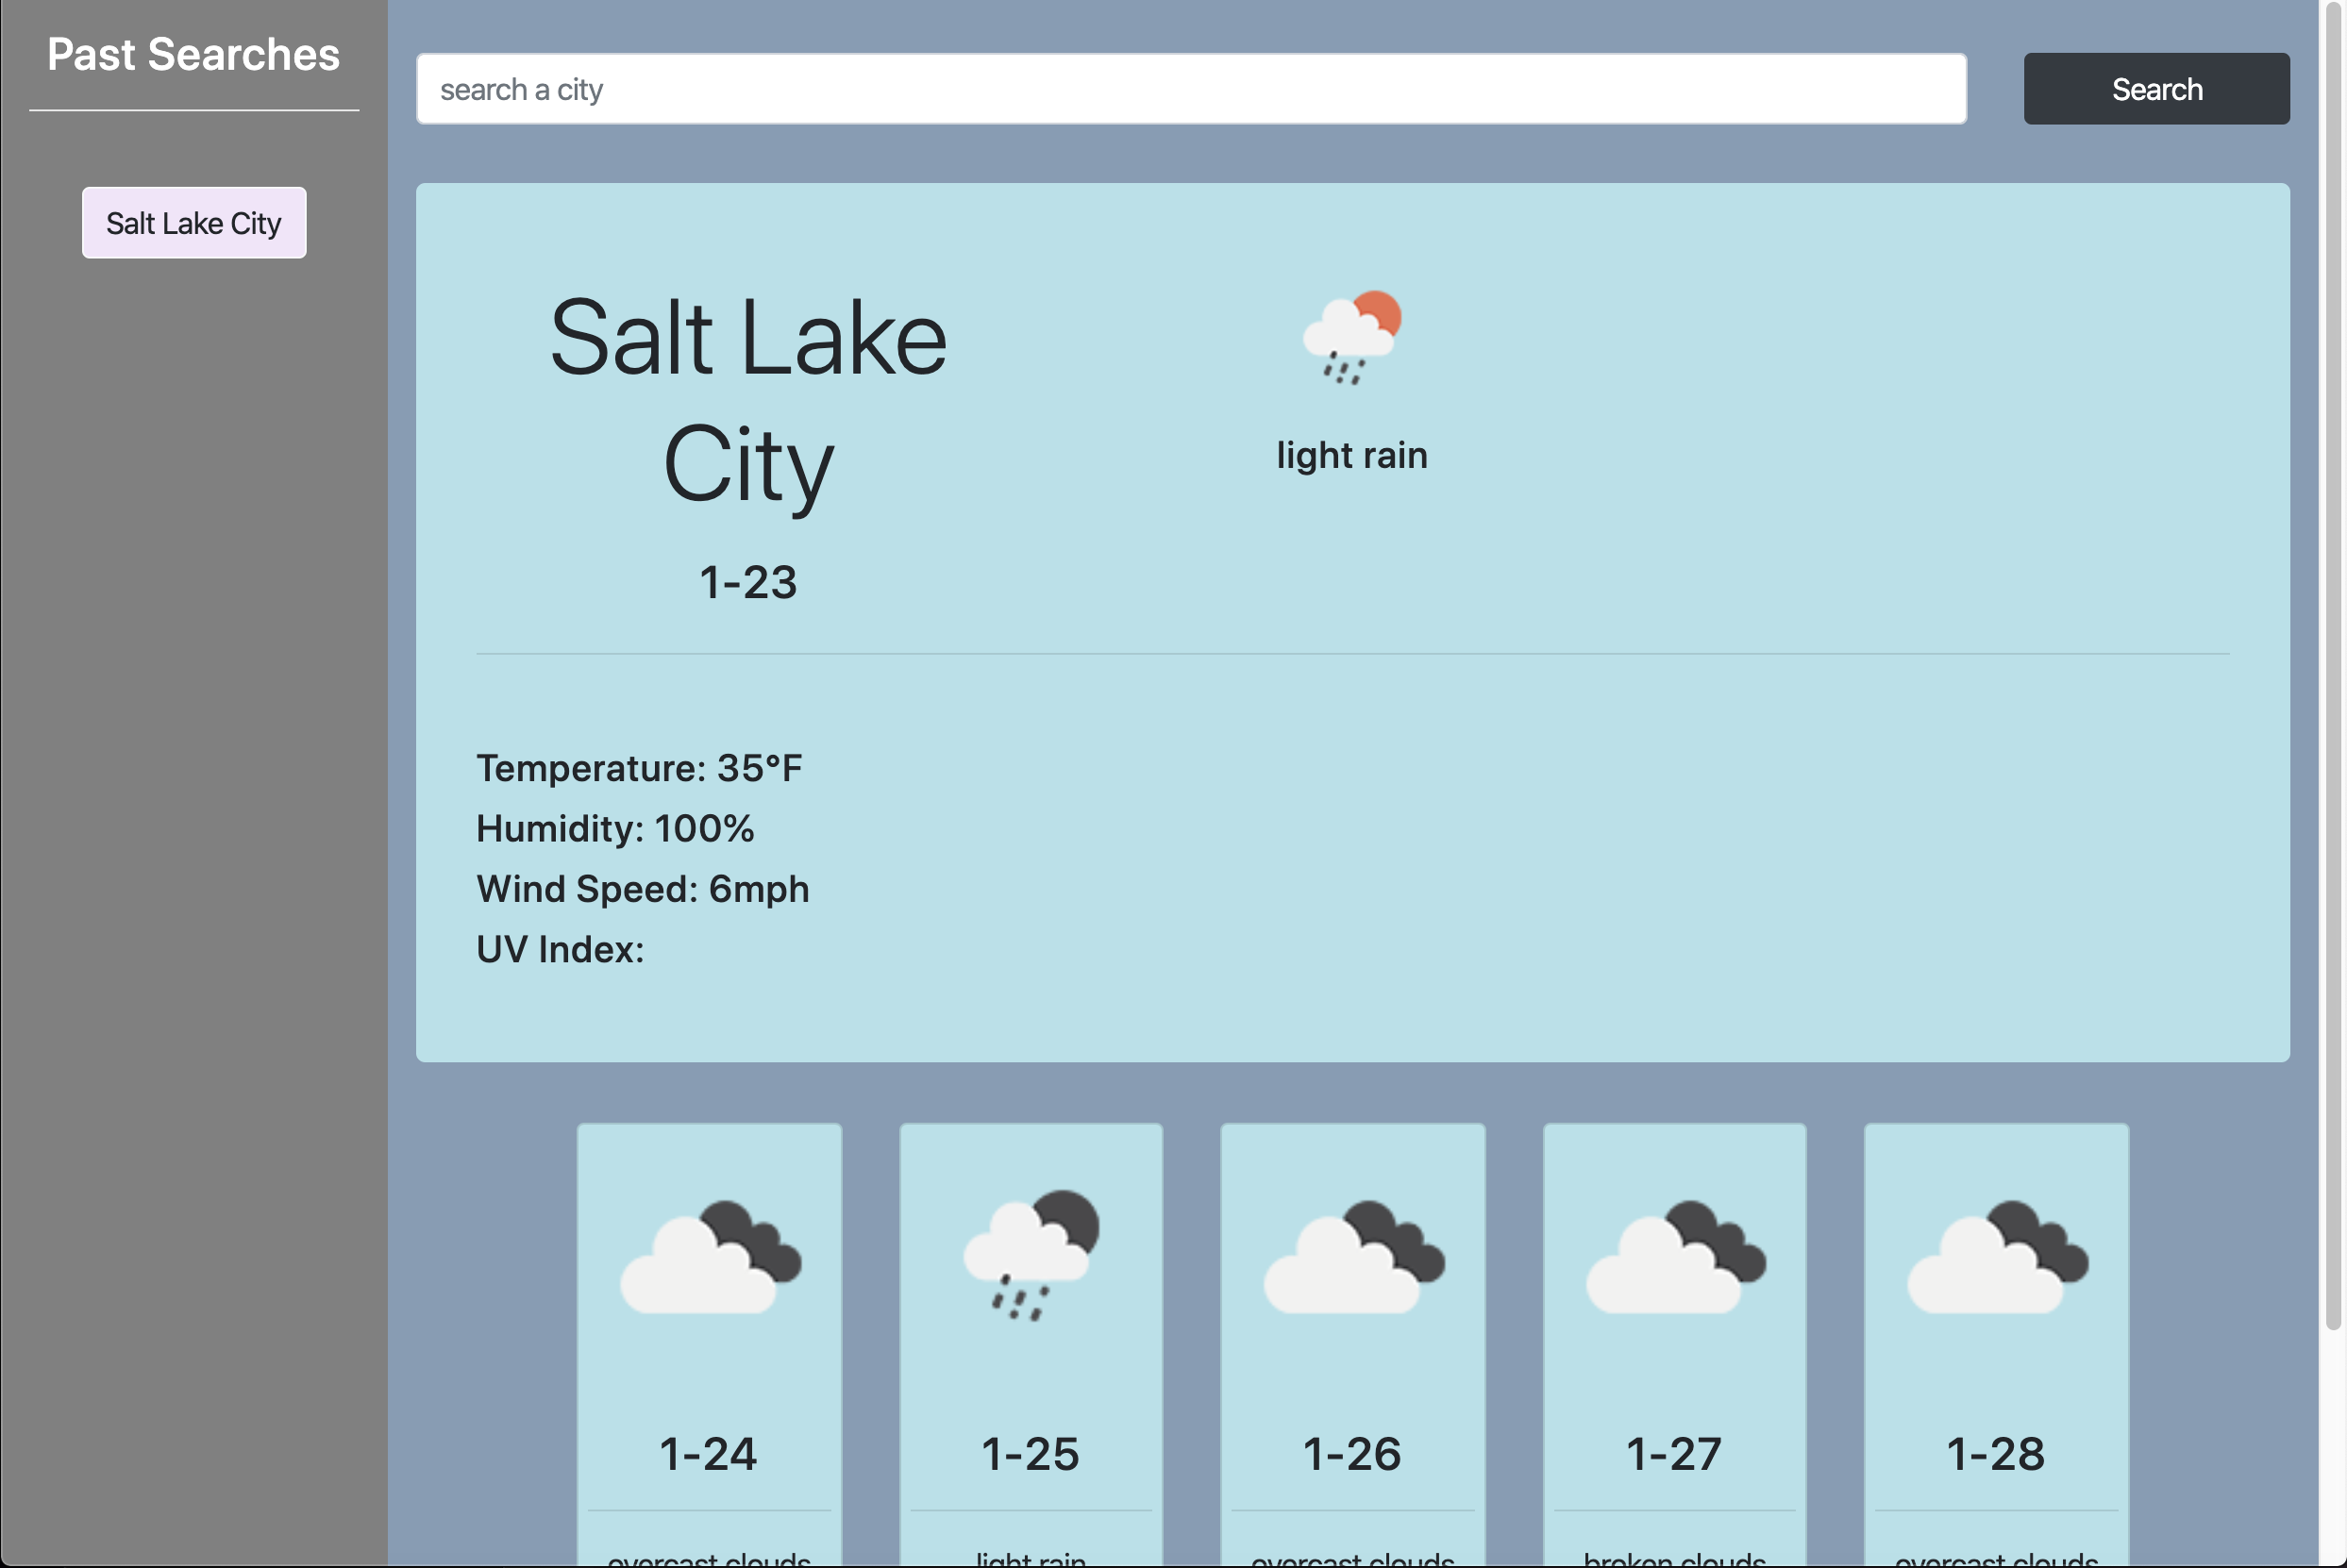 Past Searches
search a city
Search
Salt Lake City
Salt Lake
City
1-23
light rain
Temperature: 35°F
Humidity: 100%
Wind Speed: 6mph
UV Index:
1-24
1-25
1-26
1-27
1-28
overcast clouds
light rain
overcast clouds
broken clouds
overcast clouds